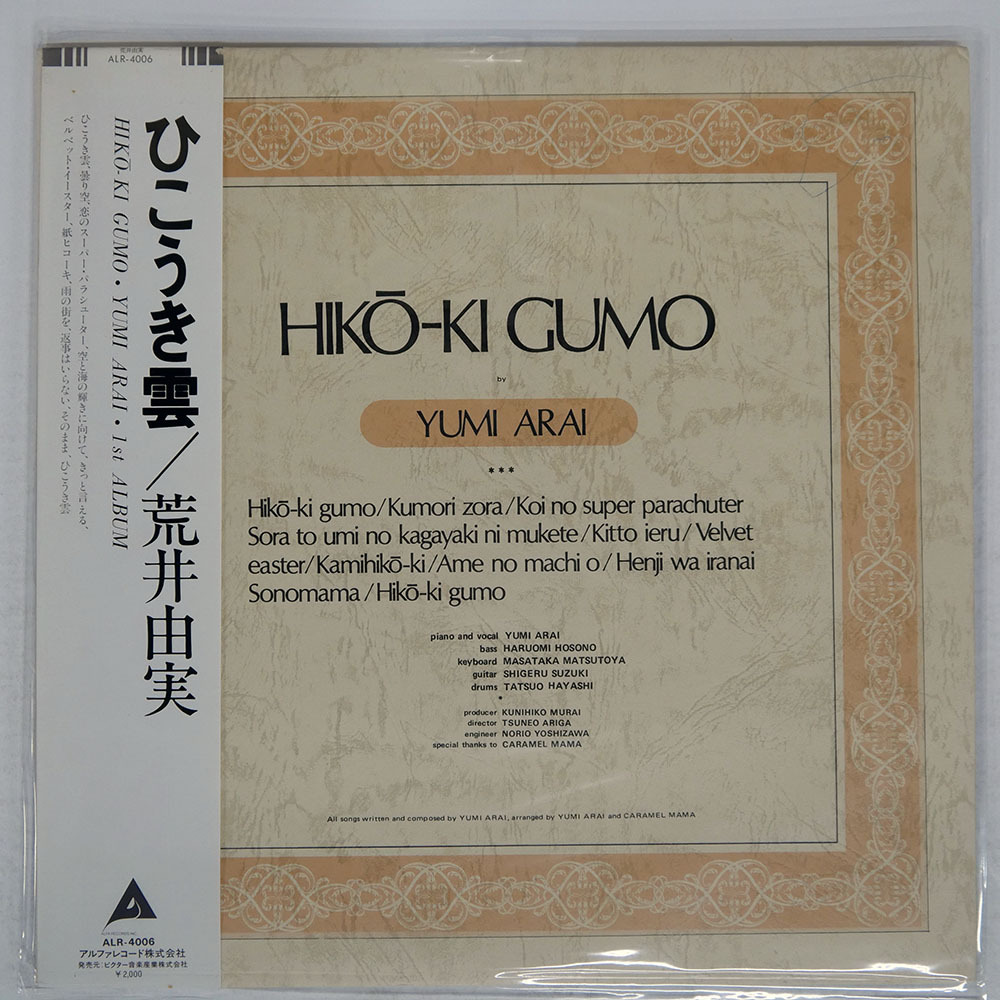 荒井由実
ALR-4006
ひこうき雲/荒井由実
HIKŌ-KI GUMO • YUMI ARAI • 1st ALBUM
ひこうき雲、曇り空、恋のスーパー・パラシューター、空と海の輝きに向けて、きっと言える、
ベルベット・イースター、紙ヒコーキ、雨の街を、返事はいらない、そのまま、ひこうき雲
ALFA RECORDS INC.
ALR-4006
アルファレコード株式会社
発売元:ビクター音楽産業株式会社
¥2,000
HIKŌ-KI GUMO
by
YUMI ARAI
***
Hikō-ki gumo/Kumori zora/Koi no super parachuter
Sora to umi no kagayaki ni mukete/Kitto ieru/Velvet
easter/Kamihikō-ki/Ame no machi o/Henji wa iranai
Sonomama/Hikō-ki gumo
piano and vocal YUMI ARAI
bass HARUOMI HOSONO
keyboard MASATAKA MATSUTOYA
guitar SHIGERU SUZUKI
drums TATSUO HAYASHI
*
producer KUNIHIKO MURAI
director TSUNEO ARIGA
engineer NORIO YOSHIZAWA
special thanks to CARAMEL MAMA
All songs written and composed by YUMI ARAI, arranged by YUMI ARAI and CARAMEL MAMA